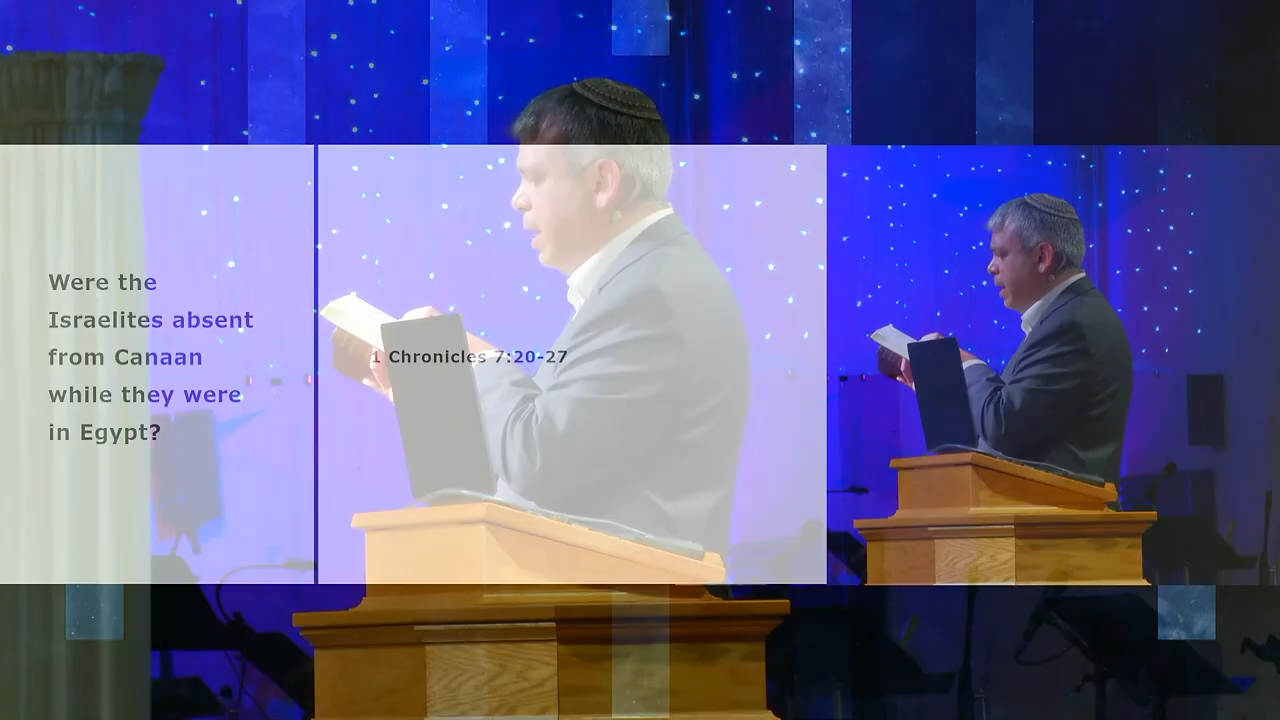 Were the
Israelites absent
from Canaan
while they were
in Egypt?
1 Chronicles 7:20-27